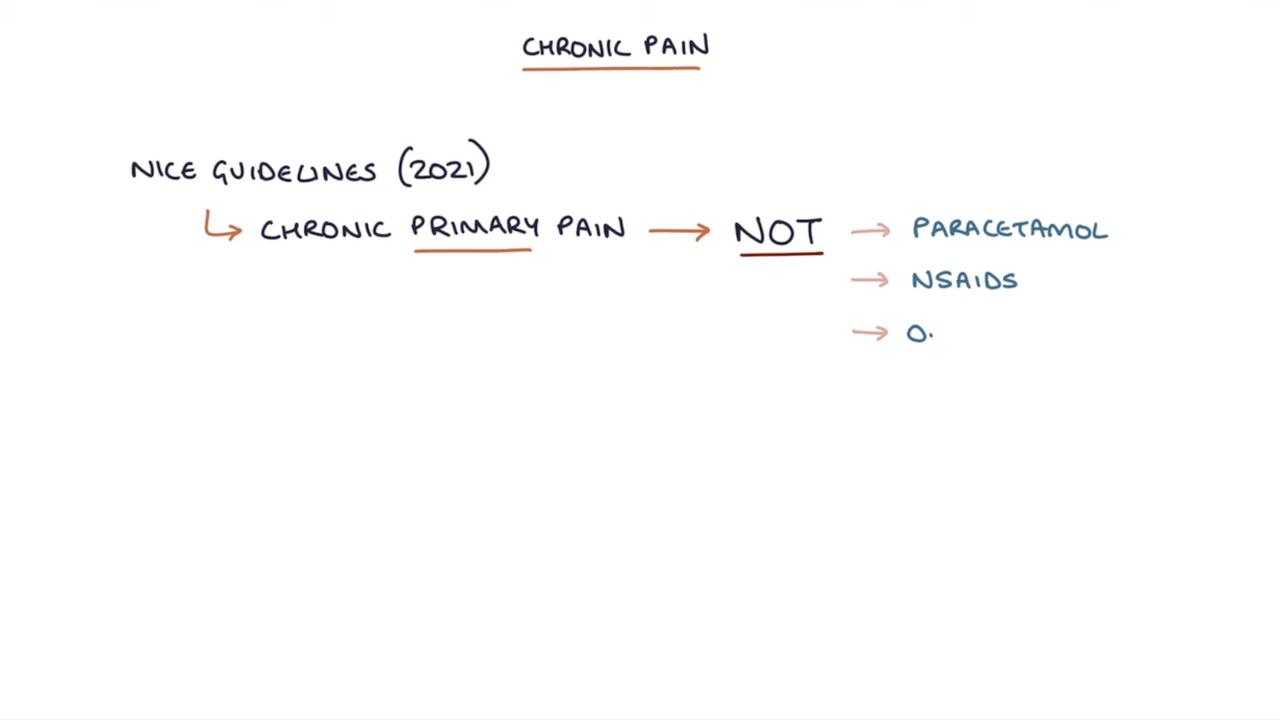 CHRONIC PAIN
NICE GUIDELINES (2021)
↳ CHRONIC PRIMARY PAIN → NOT → PARACETAMOL
→ NSAIDS
→ O